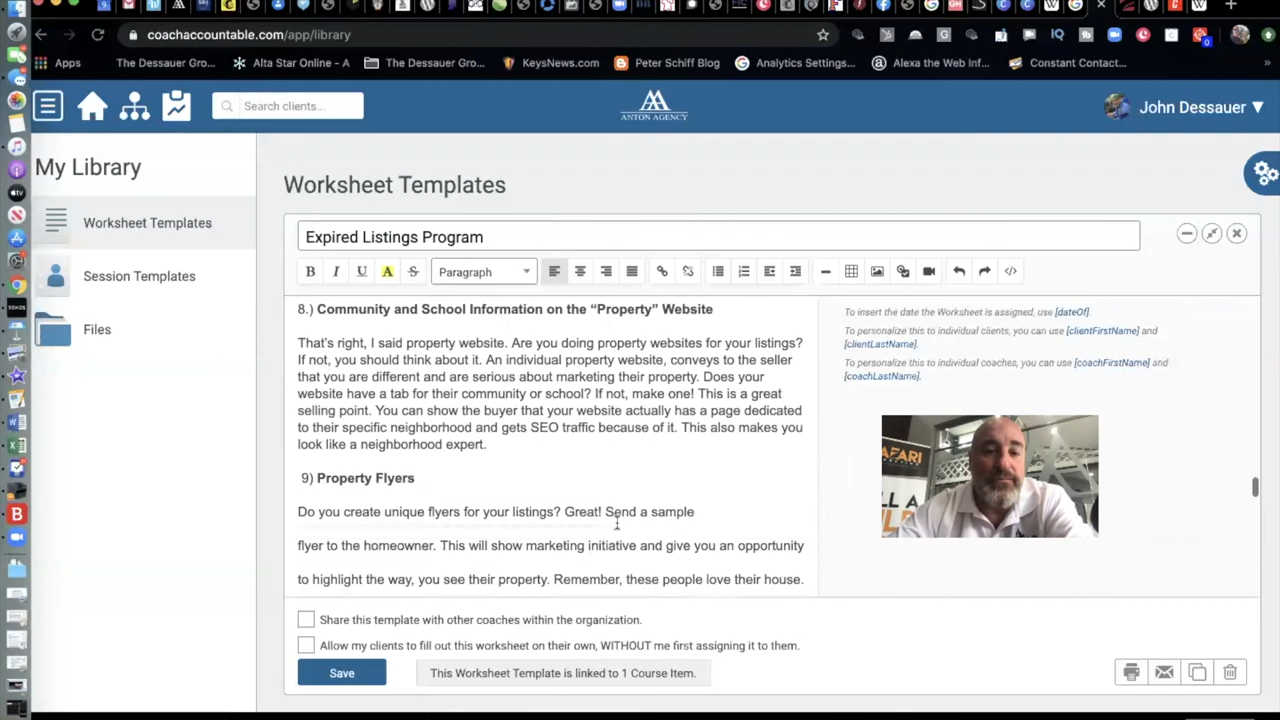 coachaccountable.com/app/library
Apps
The Dessauer Gro...
Alta Star Online - A
The Dessauer Gro...
KeysNews.com
Peter Schiff Blog
Analytics Settings...
Alexa the Web Inf...
Constant Contact...
»
Search clients...
ANTON AGENCY
John Dessauer ▼
My Library
Worksheet Templates
Session Templates
Files
Worksheet Templates
Expired Listings Program
B I U A S Paragraph
8.) Community and School Information on the “Property” Website
That’s right, I said property website. Are you doing property websites for your listings?
If not, you should think about it. An individual property website, conveys to the seller
that you are different and are serious about marketing their property. Does your
website have a tab for their community or school? If not, make one! This is a great
selling point. You can show the buyer that your website actually has a page dedicated
to their specific neighborhood and gets SEO traffic because of it. This also makes you
look like a neighborhood expert.
9) Property Flyers
Do you create unique flyers for your listings? Great! Send a sample
flyer to the homeowner. This will show marketing initiative and give you an opportunity
to highlight the way, you see their property. Remember, these people love their house.
To insert the date the Worksheet is assigned, use [dateOf].
To personalize this to individual clients, you can use [clientFirstName] and
[clientLastName].
To personalize this to individual coaches, you can use [coachFirstName] and
[coachLastName].
Share this template with other coaches within the organization.
Allow my clients to fill out this worksheet on their own, WITHOUT me first assigning it to them.
Save
This Worksheet Template is linked to 1 Course Item.